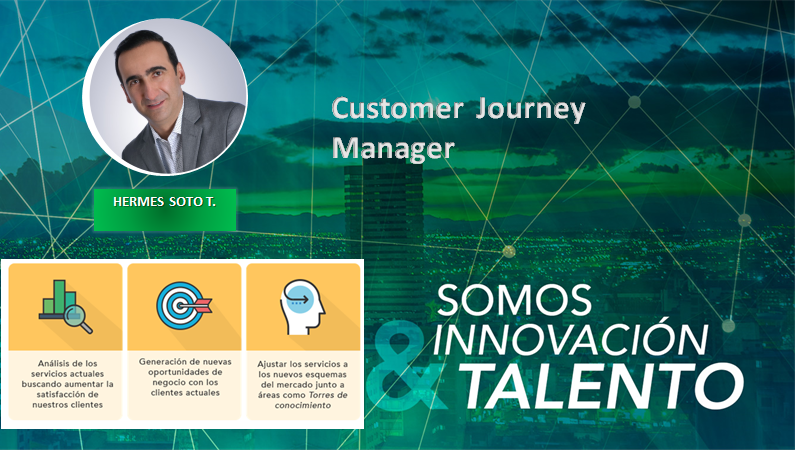 Customer Journey
Manager
HERMES SOTO T.
Análisis de los
servicios actuales
buscando aumentar la
satisfacción de
nuestros clientes
Generación de nuevas
oportunidades de
negocio con los
clientes actuales
Ajustar los servicios a
los nuevos esquemas
del mercado junto a
áreas como Torres de
conocimiento
SOMOS
INNOVACIÓN
& TALENTO